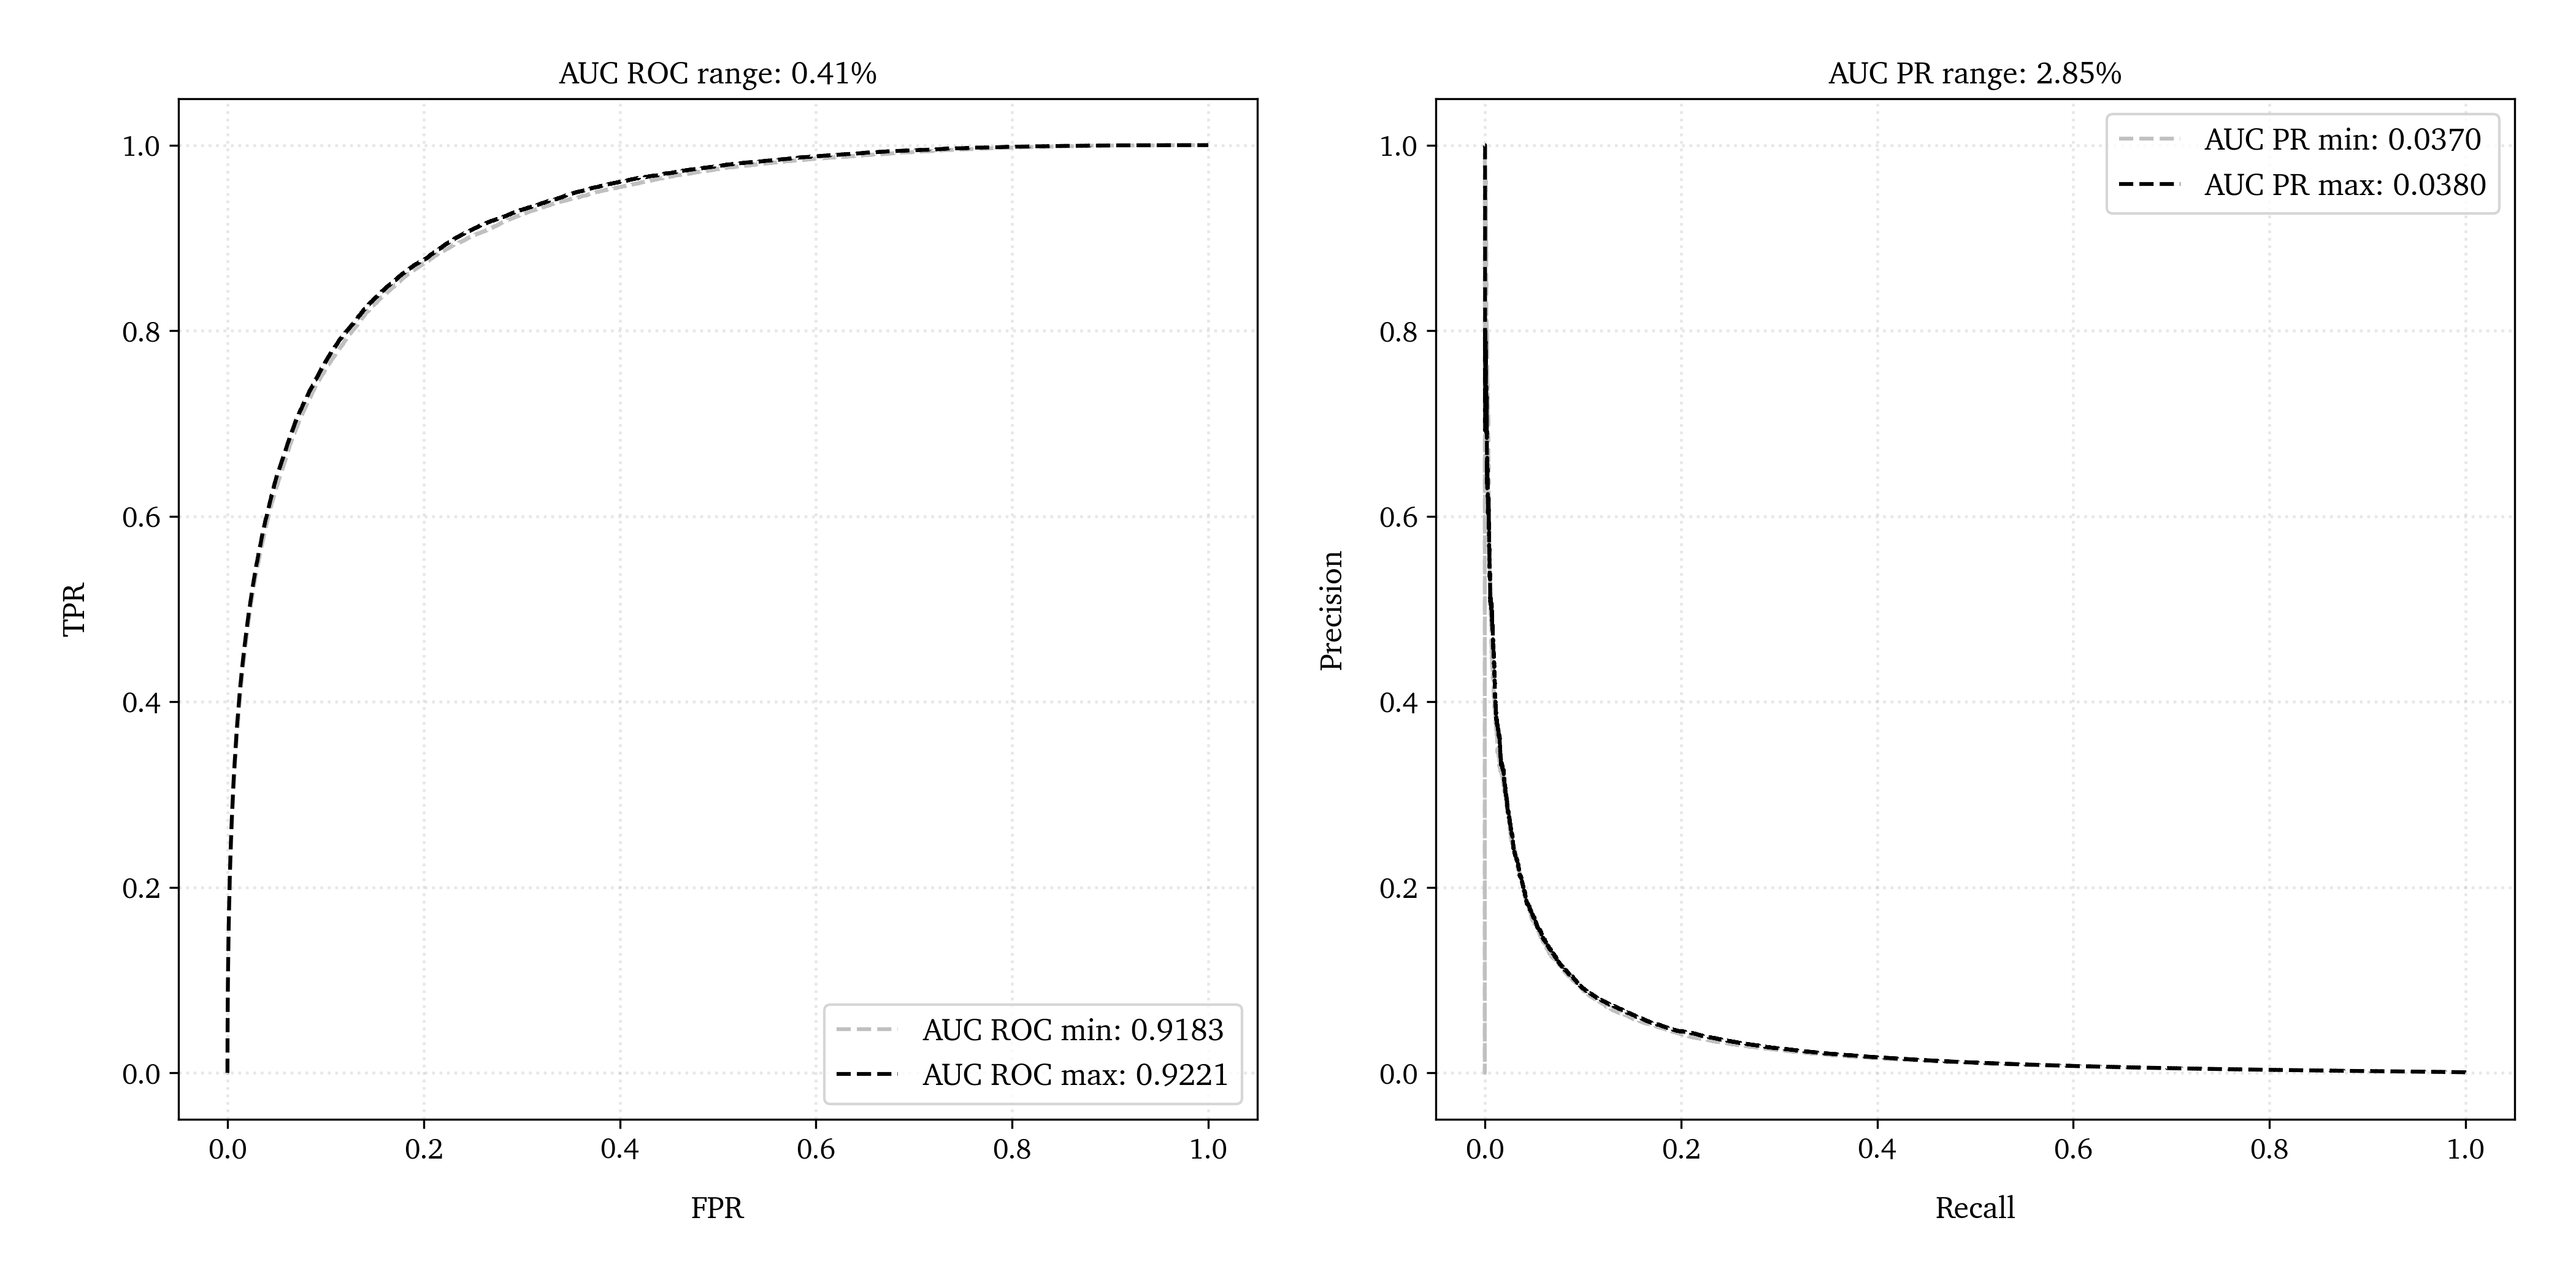 AUC ROC range: 0.41%
1.0
0.8
0.6
0.4
0.2
0.0
TPR
0.0 0.2 0.4 0.6 0.8 1.0
FPR
AUC ROC min: 0.9183
AUC ROC max: 0.9221
AUC PR range: 2.85%
1.0
0.8
0.6
0.4
0.2
0.0
Precision
0.0 0.2 0.4 0.6 0.8 1.0
Recall
AUC PR min: 0.0370
AUC PR max: 0.0380